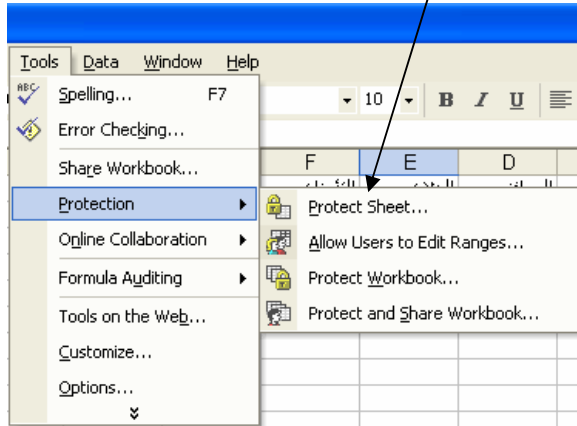 Tools Data Window Help
Spelling... F7
10 B I U
Error Checking...
Share Workbook...
F E D
Protection
Protect Sheet...
Online Collaboration
Allow Users to Edit Ranges...
Formula Auditing
Protect Workbook...
Tools on the Web...
Protect and Share Workbook...
Customize...
Options...